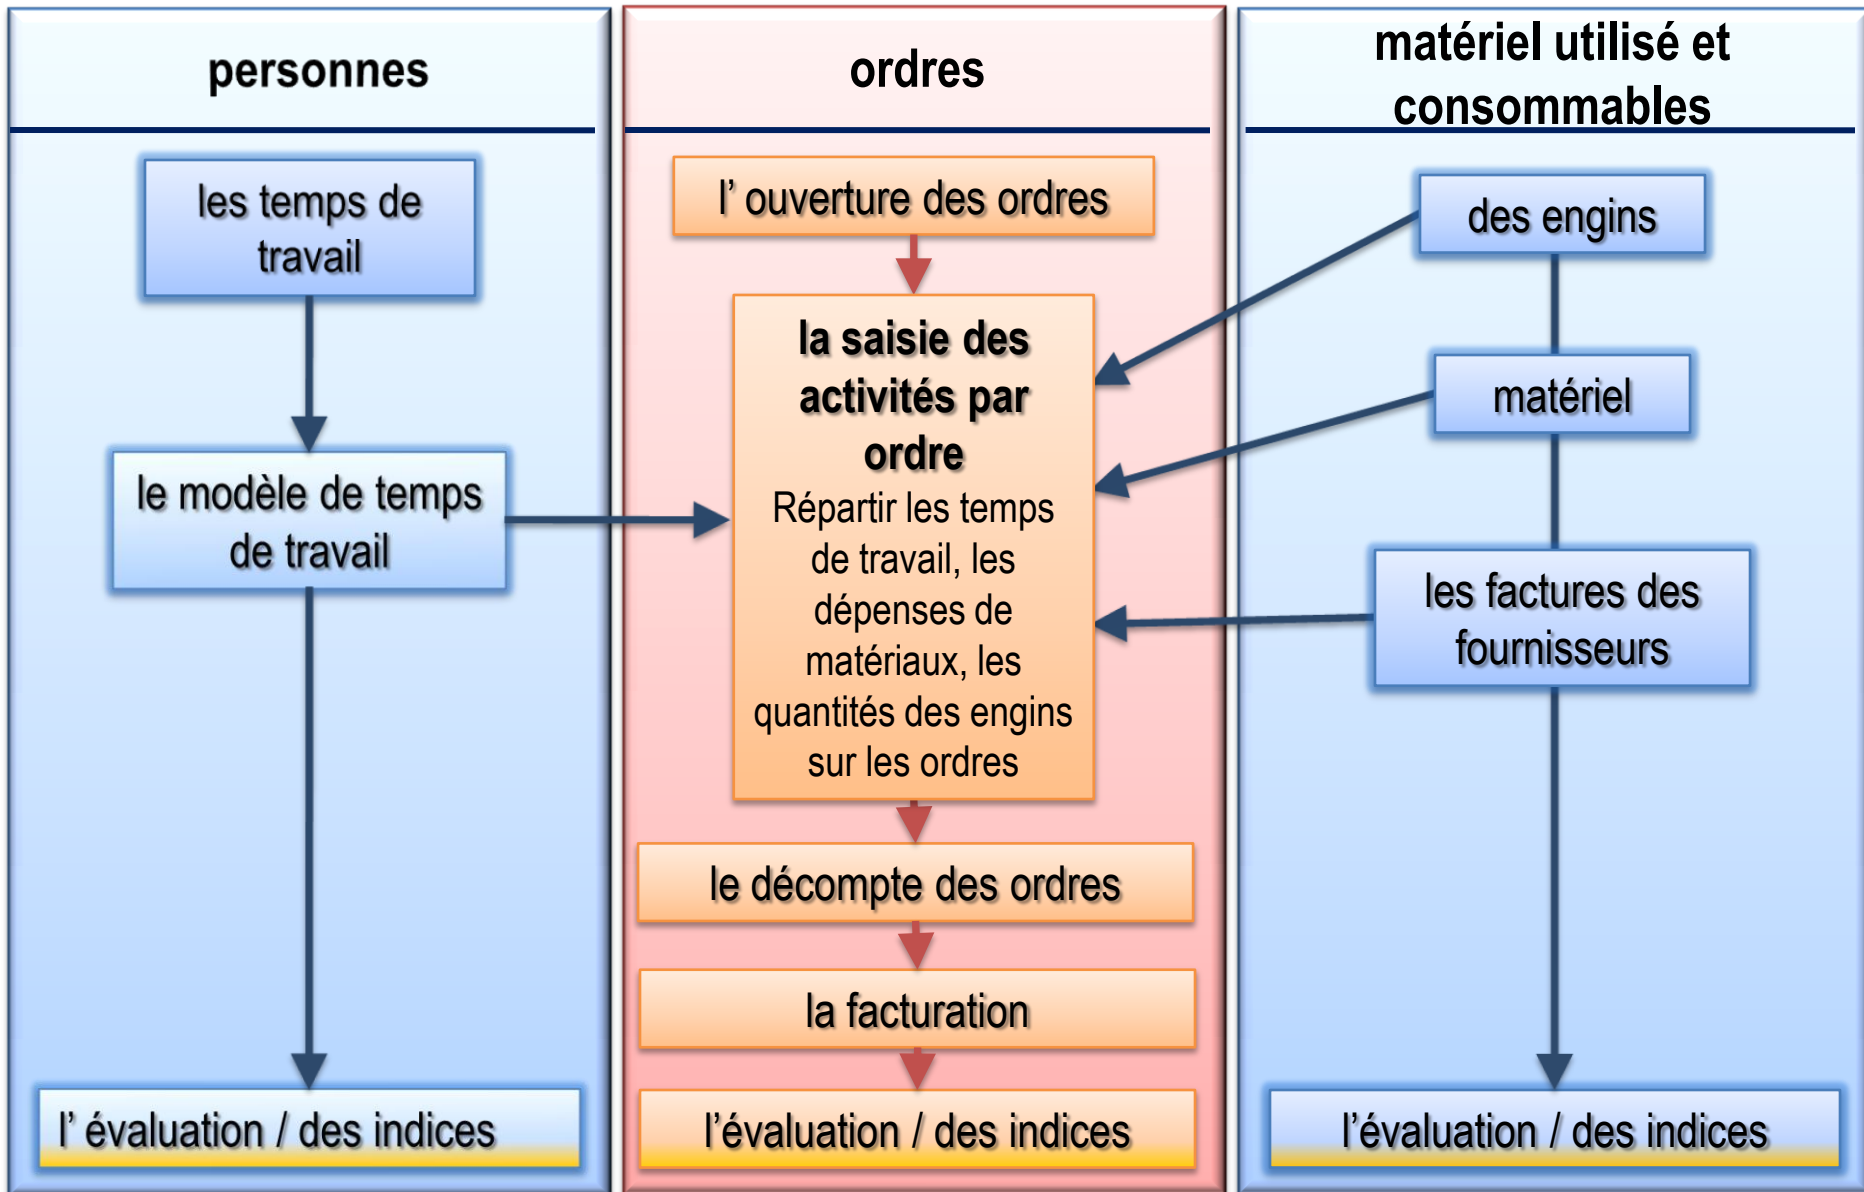 personnes
les temps de
travail
le modèle de temps
de travail
l’ évaluation / des indices
ordres
l’ ouverture des ordres
la saisie des
activités par
ordre
Répartir les temps
de travail, les
dépenses de
matériaux, les
quantités des engins
sur les ordres
le décompte des ordres
la facturation
l’évaluation / des indices
matériel utilisé et
consommables
des engins
matériel
les factures des
fournisseurs
l’évaluation / des indices